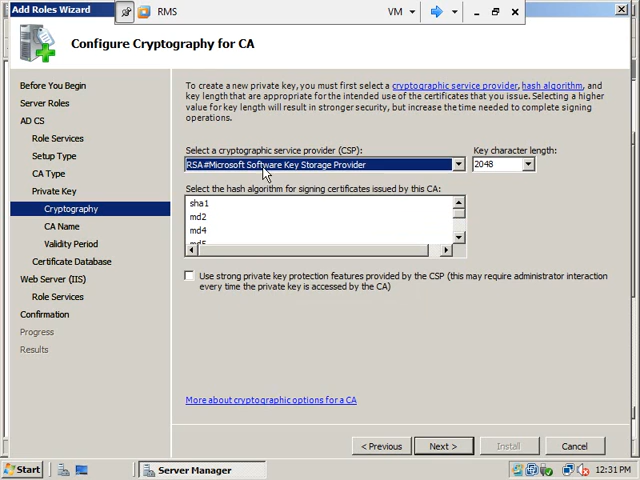 Add Roles Wizard
RMS
VM
Configure Cryptography for CA
Before You Begin
Server Roles
AD CS
Role Services
Setup Type
CA Type
Private Key
Cryptography
CA Name
Validity Period
Certificate Database
Web Server (IIS)
Role Services
Confirmation
Progress
Results
To create a new private key, you must first select a cryptographic service provider, hash algorithm, and
key length that are appropriate for the intended use of the certificates that you issue. Selecting a higher
value for key length will result in stronger security, but increase the time needed to complete signing
operations.
Select a cryptographic service provider (CSP):
Key character length:
RSA#Microsoft Software Key Storage Provider
2048
Select the hash algorithm for signing certificates issued by this CA:
sha1
md2
md4
md5
Use strong private key protection features provided by the CSP (this may require administrator interaction
every time the private key is accessed by the CA)
More about cryptographic options for a CA
< Previous
Next >
Install
Cancel
Start
Server Manager
12:31 PM